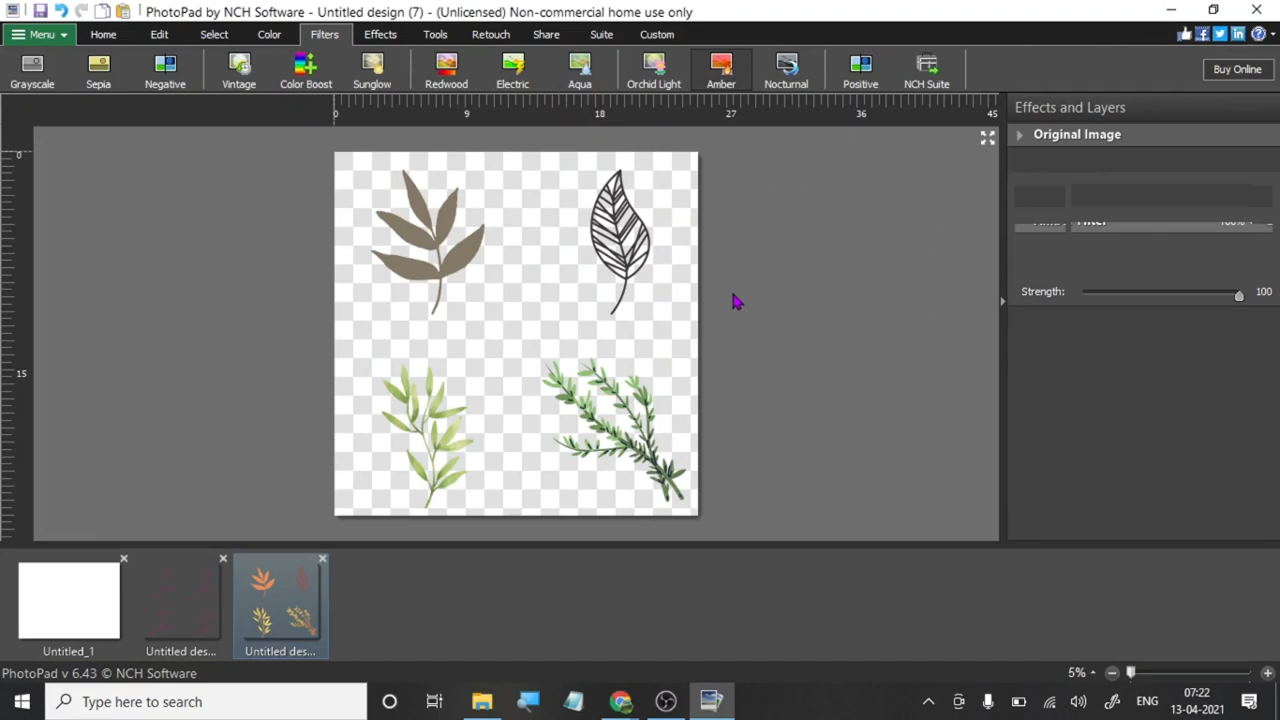 PhotoPad by NCH Software - Untitled design (7) - (Unlicensed) Non-commercial home use only
Menu Home Edit Select Color Filters Effects Tools Retouch Share Suite Custom
Grayscale Sepia Negative Vintage Color Boost Sunglow Redwood Electric Aqua Orchid Light Amber Nocturnal Positive NCH Suite Buy Online
0 9 18 27 36 45
Effects and Layers
Original Image
0
Filter 100%
Strength: 100
15
Untitled_1 Untitled des... Untitled des...
PhotoPad v 6.43 © NCH Software 5%
Type here to search
ENG
07:22
13-04-2021